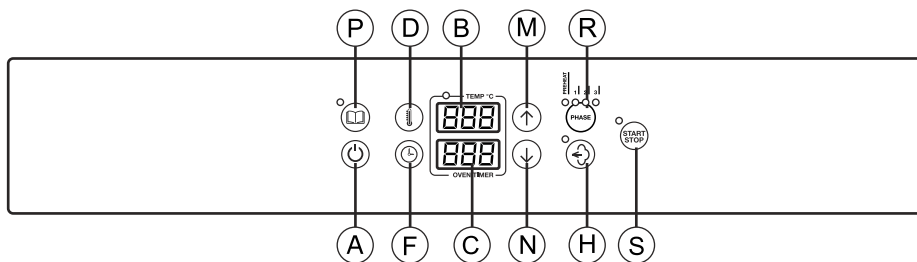 P D B M R
PREHEAT 1 2 3
TEMP °C
888
PHASE
START
STOP
888
OVEN TIMER
A F C N H S